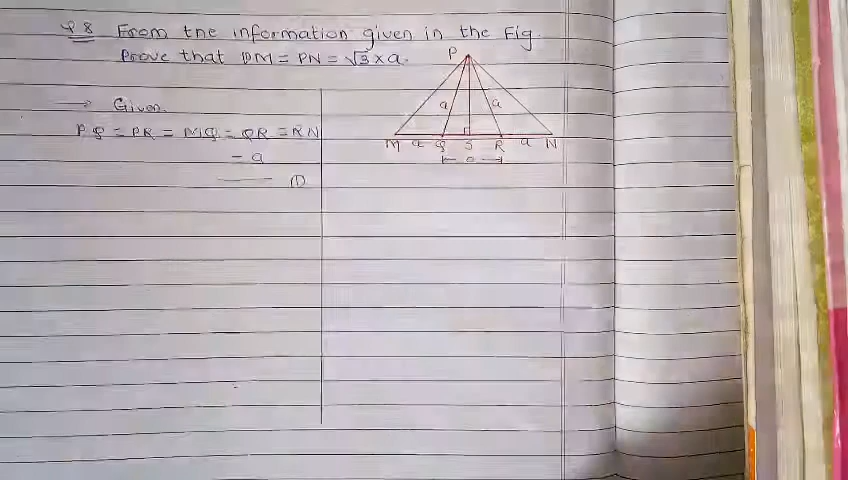 Q 8 From the information given in the Fig.
Prove that PM = PN = √3 × a.
P
→ Given
a a
PQ = PR = MQ = QR = RN
= a
M a Q S R a N
a
—— ①